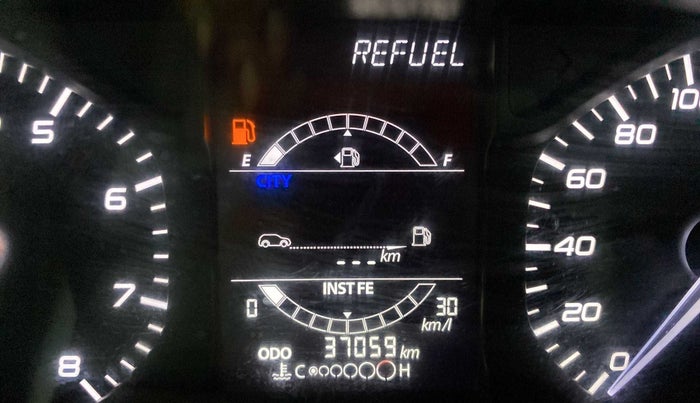 REFUEL
E F
CITY
--- km
INST FE
0 30
km/l
ODO 37059 km
C H
5
6
7
8
100
80
60
40
20
0